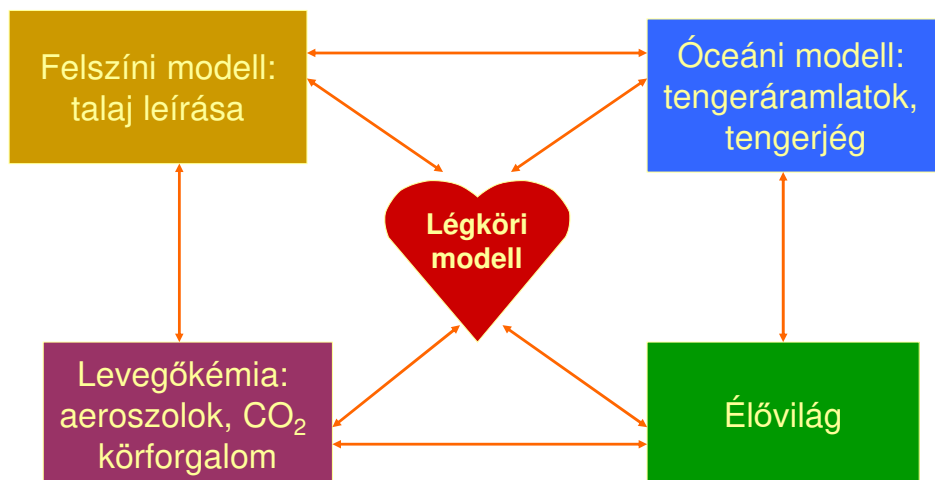 Felszíni modell:
talaj leírása
Óceáni modell:
tengeráramlatok,
tengerjég
Légköri
modell
Levegőkémia:
aeroszolok, CO₂
körforgalom
Élővilág